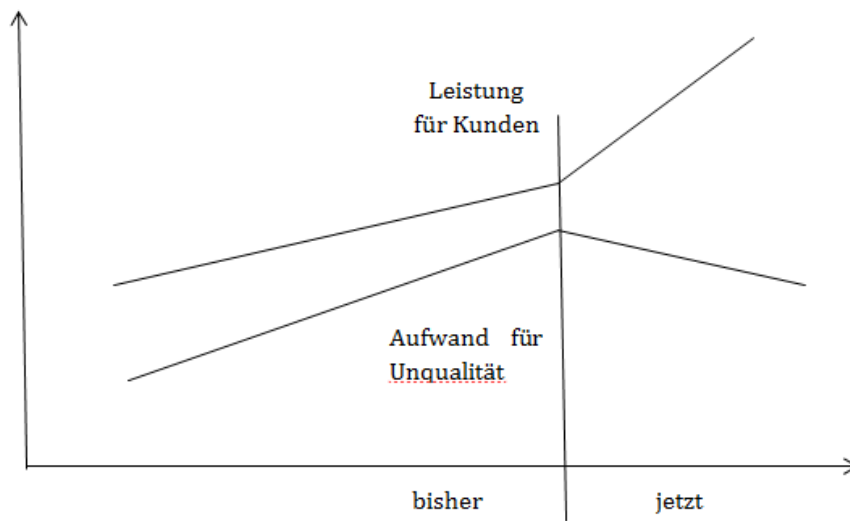 Leistung
für Kunden
Aufwand für
Unqualität
bisher
jetzt